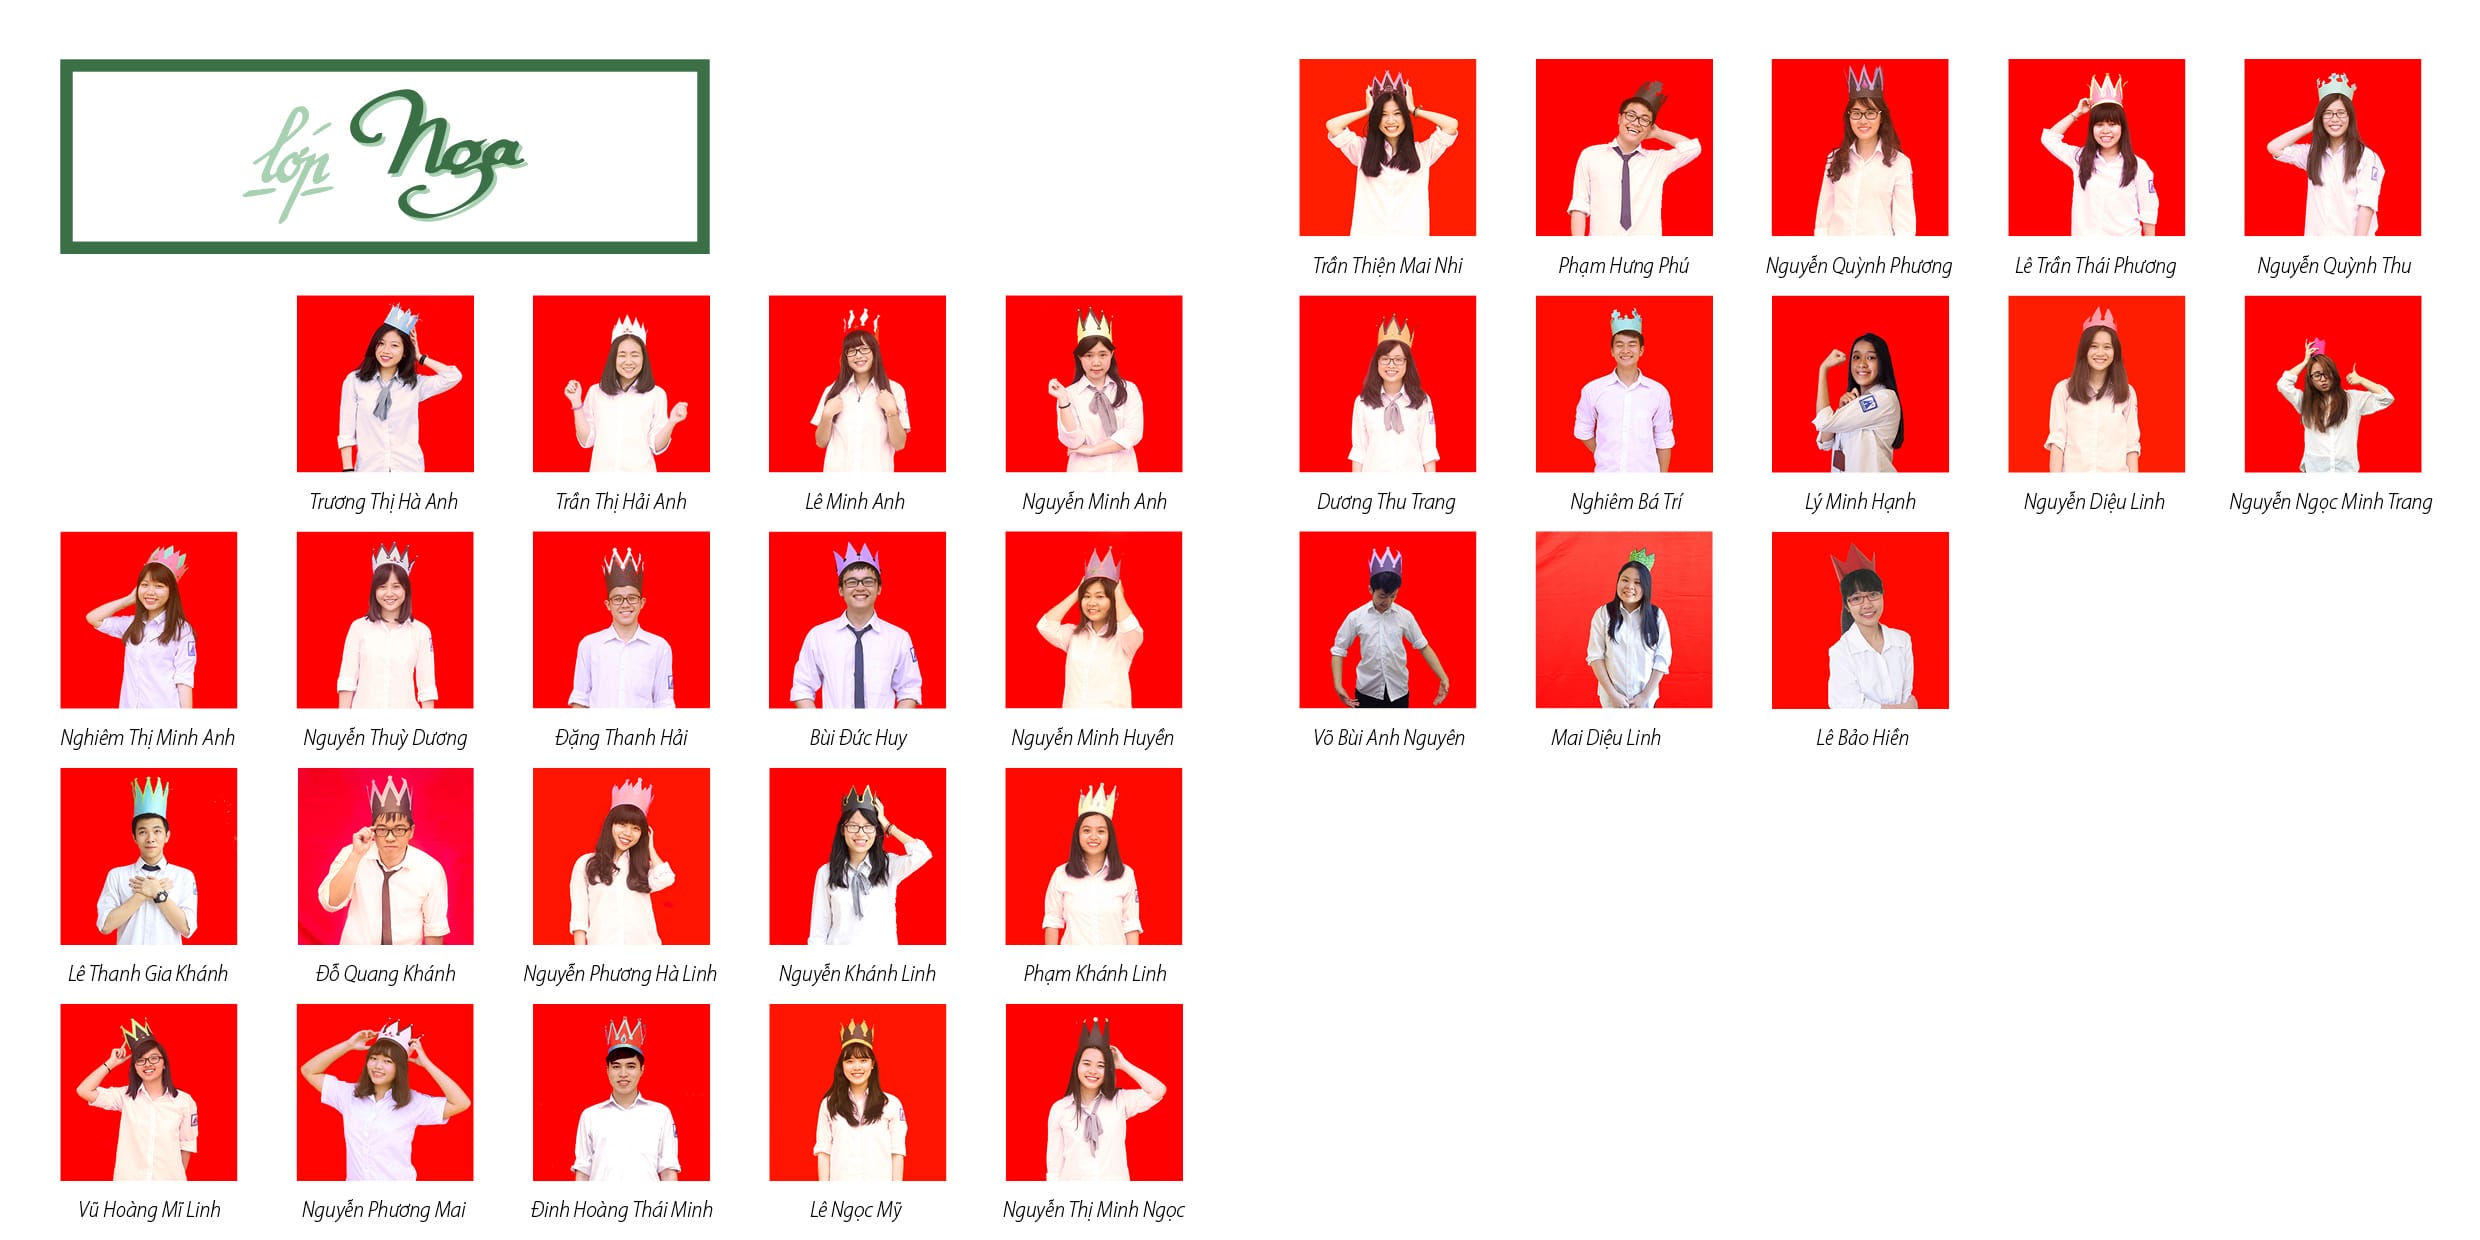 lớp Nga
Trương Thị Hà Anh
Trần Thị Hải Anh
Lê Minh Anh
Nguyễn Minh Anh
Nghiêm Thị Minh Anh
Nguyễn Thuỳ Dương
Đặng Thanh Hải
Bùi Đức Huy
Nguyễn Minh Huyền
Lê Thanh Gia Khánh
Đỗ Quang Khánh
Nguyễn Phương Hà Linh
Nguyễn Khánh Linh
Phạm Khánh Linh
Vũ Hoàng Mĩ Linh
Nguyễn Phương Mai
Đinh Hoàng Thái Minh
Lê Ngọc Mỹ
Nguyễn Thị Minh Ngọc
Trần Thiện Mai Nhi
Phạm Hưng Phú
Nguyễn Quỳnh Phương
Lê Trần Thái Phương
Nguyễn Quỳnh Thu
Dương Thu Trang
Nghiêm Bá Trí
Lý Minh Hạnh
Nguyễn Diệu Linh
Nguyễn Ngọc Minh Trang
Võ Bùi Anh Nguyên
Mai Diệu Linh
Lê Bảo Hiền